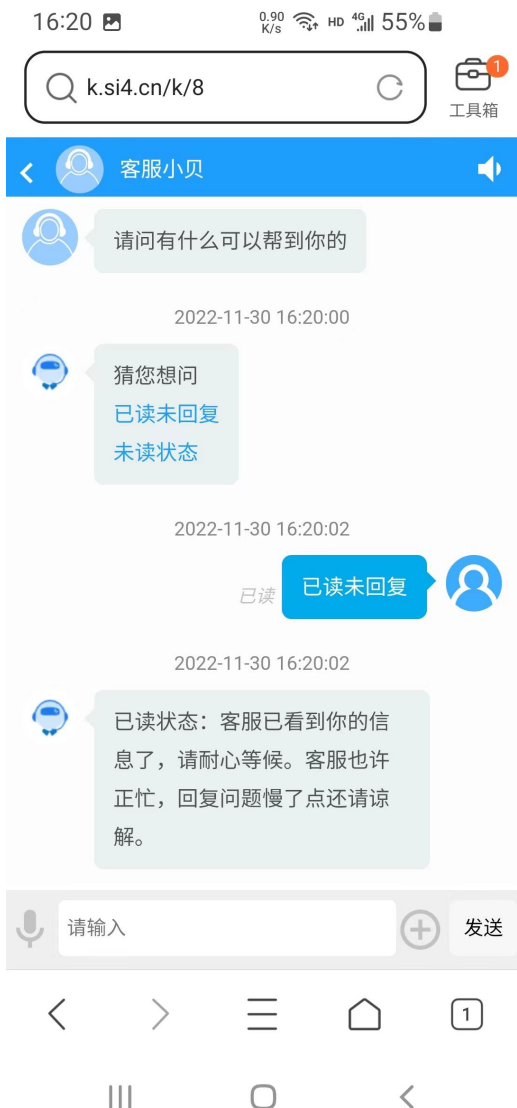 16:20
0.90
K/s
HD 4G 55%
k.si4.cn/k/8
1
工具箱
客服小贝
请问有什么可以帮到你的
2022-11-30 16:20:00
猜您想问
已读未回复
未读状态
2022-11-30 16:20:02
已读
已读未回复
2022-11-30 16:20:02
已读状态：客服已看到你的信
息了，请耐心等候。客服也许
正忙，回复问题慢了点还请谅
解。
请输入
发送
1